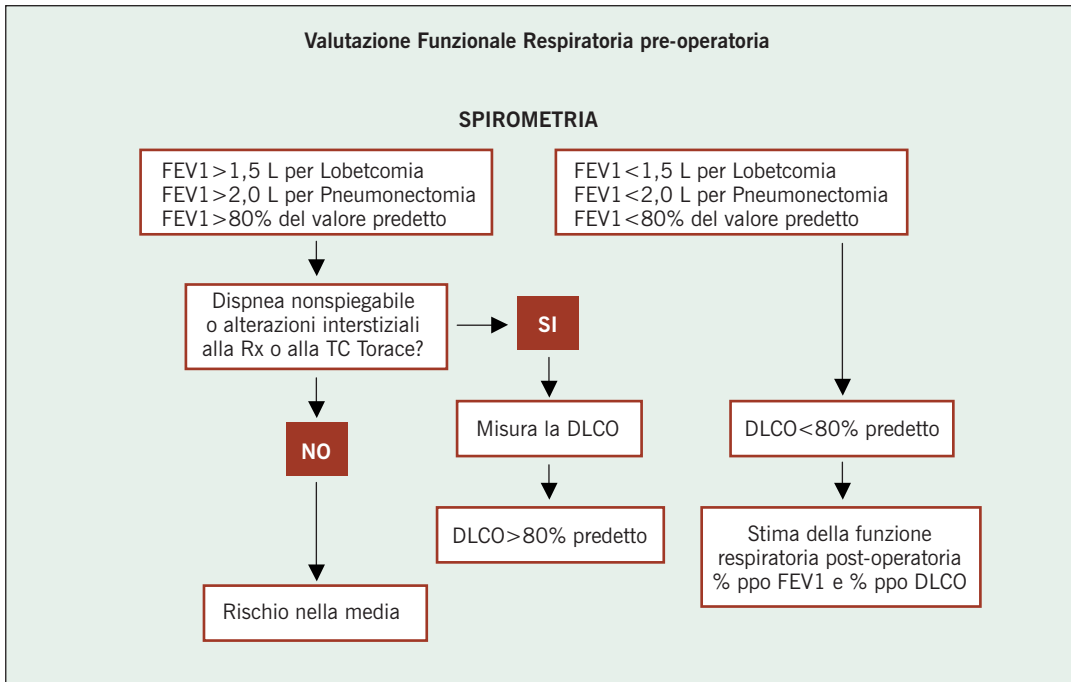 Valutazione Funzionale Respiratoria pre-operatoria
SPIROMETRIA
FEV1>1,5 L per Lobetcomia
FEV1>2,0 L per Pneumonectomia
FEV1>80% del valore predetto
FEV1<1,5 L per Lobectomia
FEV1<2,0 L per Pneumonectomia
FEV1<80% del valore predetto
Dispnea nonspiegabile
o alterazioni interstiziali
alla Rx o alla TC Torace?
SI
NO
Misura la DLCO
DLCO<80% predetto
DLCO>80% predetto
Stima della funzione
respiratoria post-operatoria
% ppo FEV1 e % ppo DLCO
Rischio nella media